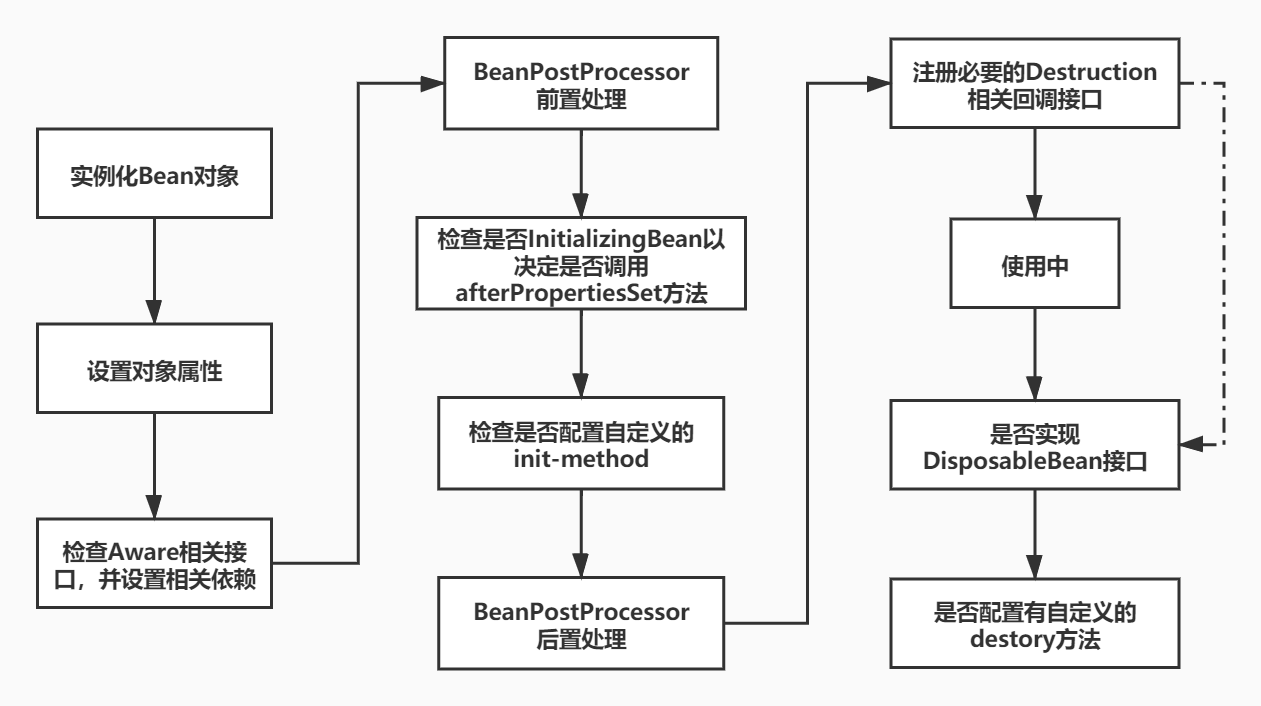 实例化Bean对象
设置对象属性
检查Aware相关接
口，并设置相关依赖
BeanPostProcessor
前置处理
检查是否InitializingBean以
决定是否调用
afterPropertiesSet方法
检查是否配置自定义的
init-method
BeanPostProcessor
后置处理
注册必要的Destruction
相关回调接口
使用中
是否实现
DisposableBean接口
是否配置有自定义的
destory方法